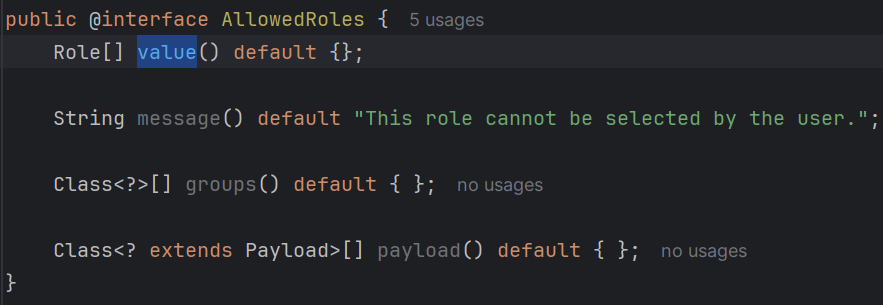 public @interface AllowedRoles {  5 usages
    Role[] value() default {};
    String message() default "This role cannot be selected by the user.";
    Class<?>[] groups() default { };  no usages
    Class<? extends Payload>[] payload() default { };  no usages
}